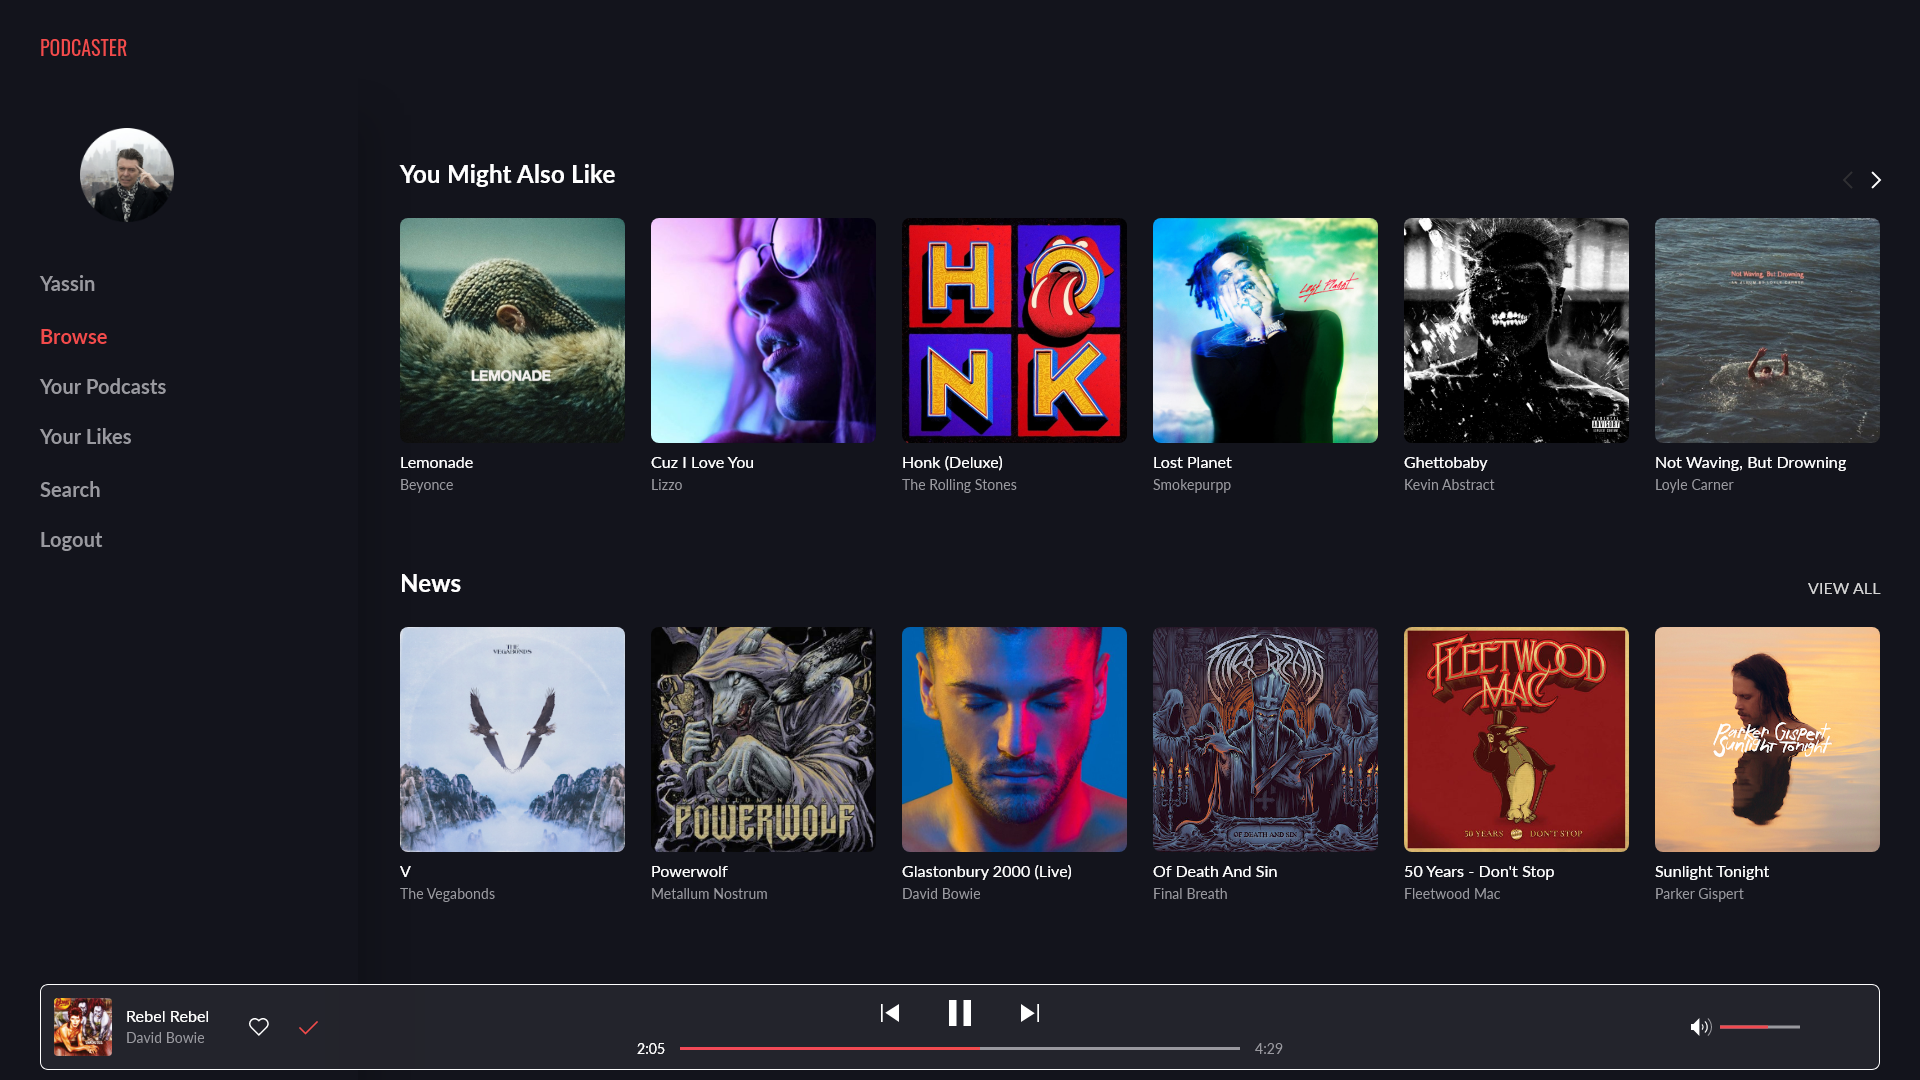 PODCASTER
Yassin
Browse
Your Podcasts
Your Likes
Search
Logout
You Might Also Like
LEMONADE
H O
N K
Lost Planet
Not Waving, But Drowning
Lemonade
Cuz I Love You
Honk (Deluxe)
Lost Planet
Ghettobaby
Not Waving, But Drowning
Beyonce
Lizzo
The Rolling Stones
Smokepurpp
Kevin Abstract
Loyle Carner
News
VIEW ALL
THE
VEGABONDS
POWERWOLF
FINAL BREATH
OF DEATH AND SIN
FLEETWOOD
MAC
50 YEARS DON'T STOP
Parker Gispert
Sunlight Tonight
V
Powerwolf
Glastonbury 2000 (Live)
Of Death And Sin
50 Years - Don't Stop
Sunlight Tonight
The Vegabonds
Metallum Nostrum
David Bowie
Final Breath
Fleetwood Mac
Parker Gispert
Rebel Rebel
David Bowie
2:05
4:29